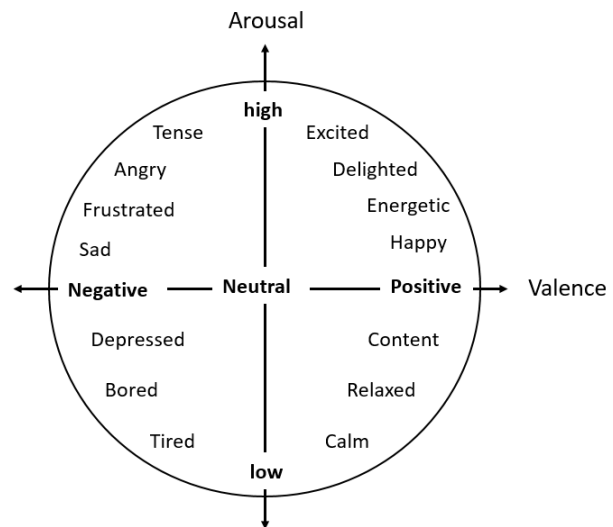 Arousal
high
Tense
Excited
Angry
Delighted
Frustrated
Energetic
Sad
Happy
Negative
Neutral
Positive
Valence
Depressed
Content
Bored
Relaxed
Tired
Calm
low